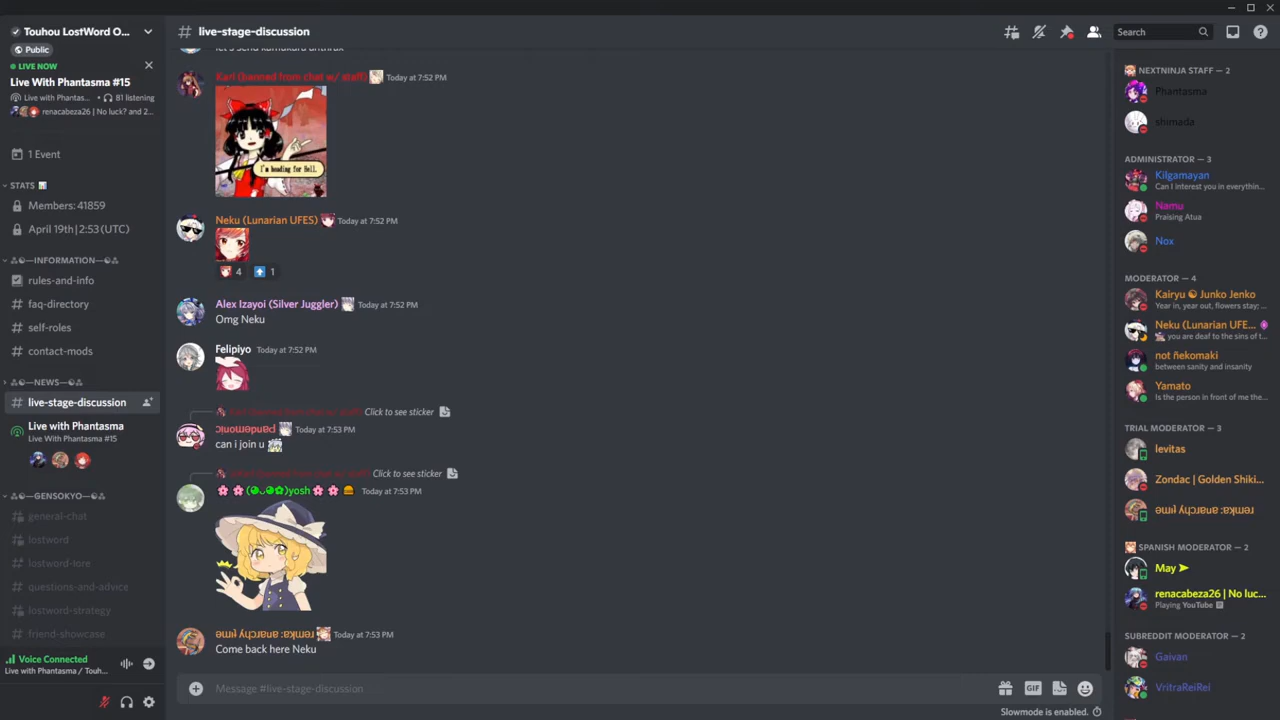 Touhou LostWord O...
Public
LIVE NOW
Live With Phantasma #15
Live with Phantas... • 81 listening
renacabeza26 | No luck? and 2...
1 Event
STATS
Members: 41859
April 19th|2:53 (UTC)
INFORMATION
rules-and-info
faq-directory
self-roles
contact-mods
NEWS
live-stage-discussion
Live with Phantasma
Live With Phantasma #15
GENSOKYO
general-chat
lostword
lostword-lore
questions-and-advice
lostword-strategy
friend-showcase
Voice Connected
Live with Phantasma / Touh...
live-stage-discussion
Search
let's send kamakura anthrax
Karl (banned from chat w/ staff) Today at 7:52 PM
I'm heading for Hell.
Neku (Lunarian UFES) Today at 7:52 PM
4 1
Alex Izayoi (Silver Juggler) Today at 7:52 PM
Omg Neku
Felipiyo Today at 7:52 PM
Click to see sticker
Today at 7:53 PM
can i join u
Click to see sticker
yosh Today at 7:53 PM
Today at 7:53 PM
Come back here Neku
Message #live-stage-discussion
GIF
Slowmode is enabled.
NEXTNINJA STAFF — 2
Phantasma
shimada
ADMINISTRATOR — 3
Kilgamayan
Can I interest you in everythin...
Namu
Praising Atua
Nox
MODERATOR — 4
Kairyu ☯ Junko Jenko
Year in, year out, flowers stay; ...
Neku (Lunarian UFE...
you are deaf to the sins of t...
not ñekomaki
between sanity and insanity
Yamato
Is the person in front of me the...
TRIAL MODERATOR — 3
levitas
Zondac | Golden Shiki...
ǝɯıʇ ʎɥɔɹɐuɐ :ɐʞıɯǝɹ
SPANISH MODERATOR — 2
May ➤
renacabeza26 | No luc...
Playing YouTube
SUBREDDIT MODERATOR — 2
Gaivan
VritraReiRei